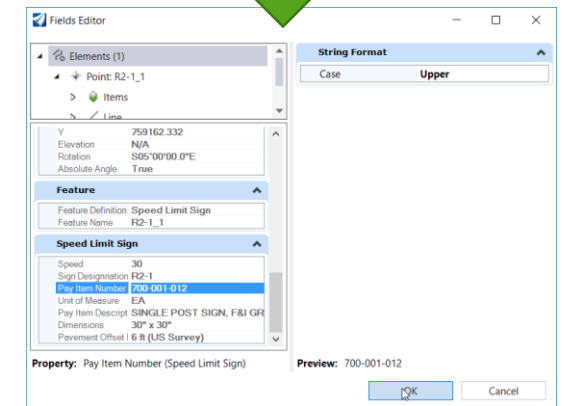 Fields Editor
Elements (1)
Point: R2-1_1
Items
Line
Y 759162.332
Elevation N/A
Rotation S05°00'00.0"E
Absolute Angle True
Feature
Feature Definition Speed Limit Sign
Feature Name R2-1_1
Speed Limit Sign
Speed 30
Sign Designnation R2-1
Pay Item Number 700-001-012
Unit of Measure EA
Pay Item Descript SINGLE POST SIGN, F&I GR
Dimensions 30" x 30"
Pavement Offset I 6 ft (US Survey)
Property: Pay Item Number (Speed Limit Sign)
String Format
Case Upper
Preview: 700-001-012
OK Cancel